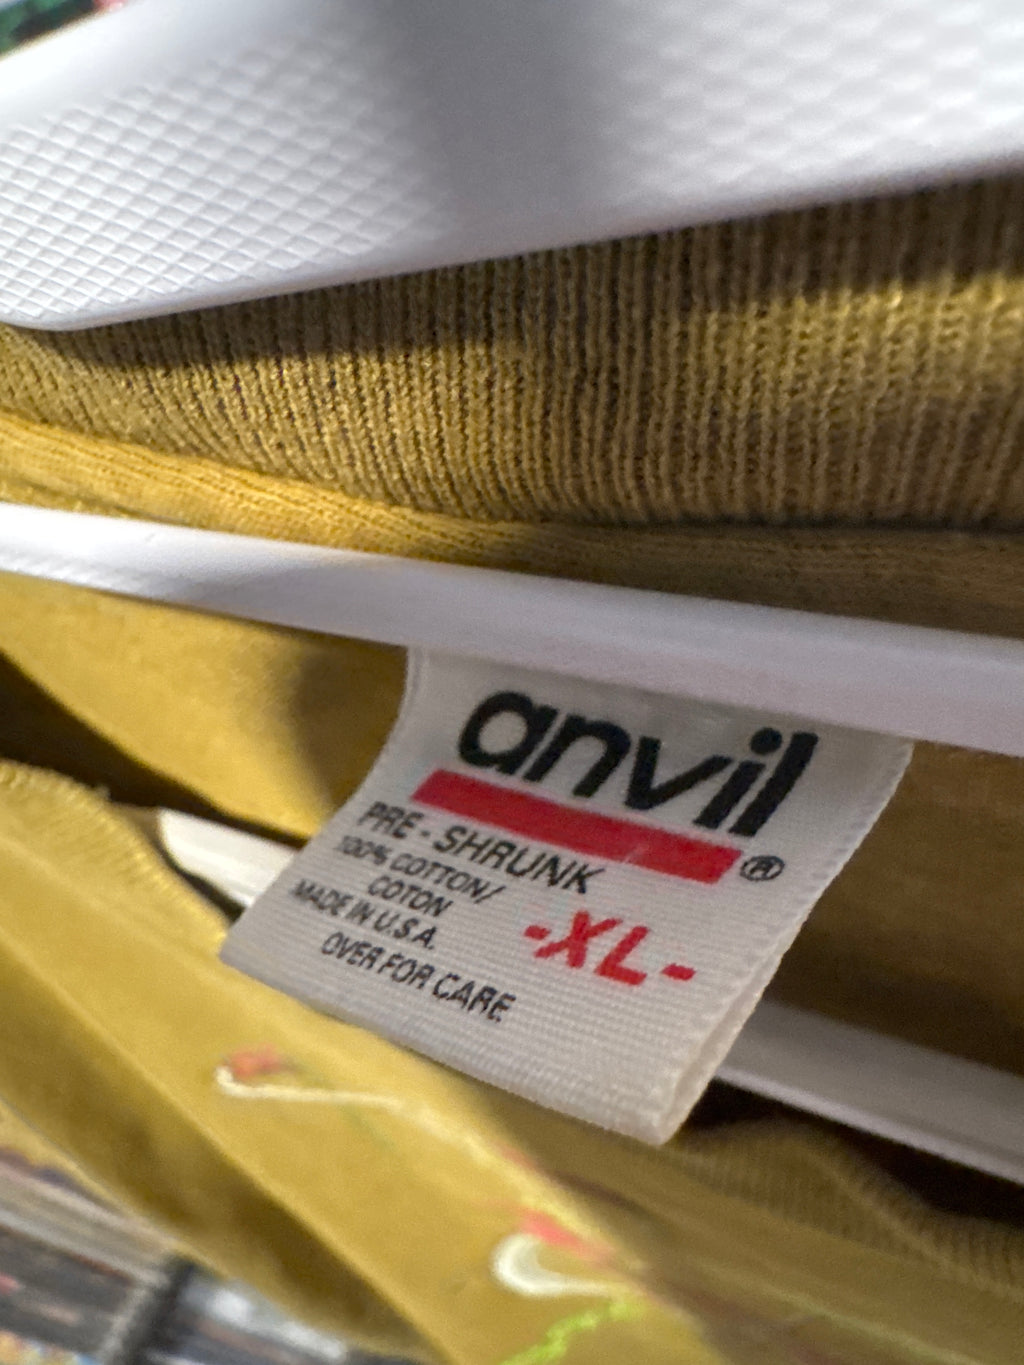 anvil®
PRE - SHRUNK
100% COTTON/
COTON
MADE IN U.S.A.
-XL-
OVER FOR CARE